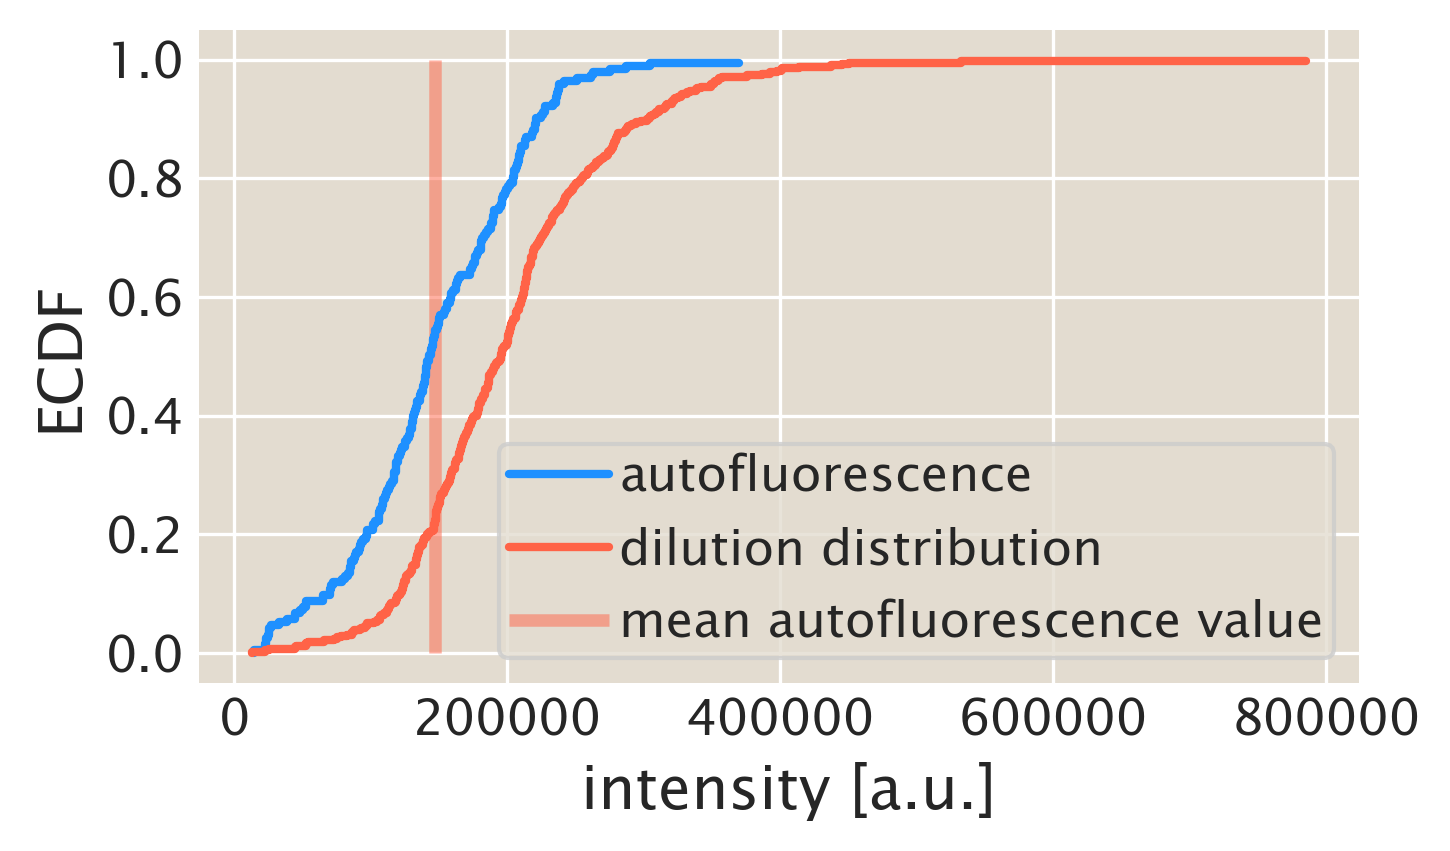 1.0
0.8
0.6
0.4
0.2
0.0
ECDF
autofluorescence
dilution distribution
mean autofluorescence value
0 200000 400000 600000 800000
intensity [a.u.]